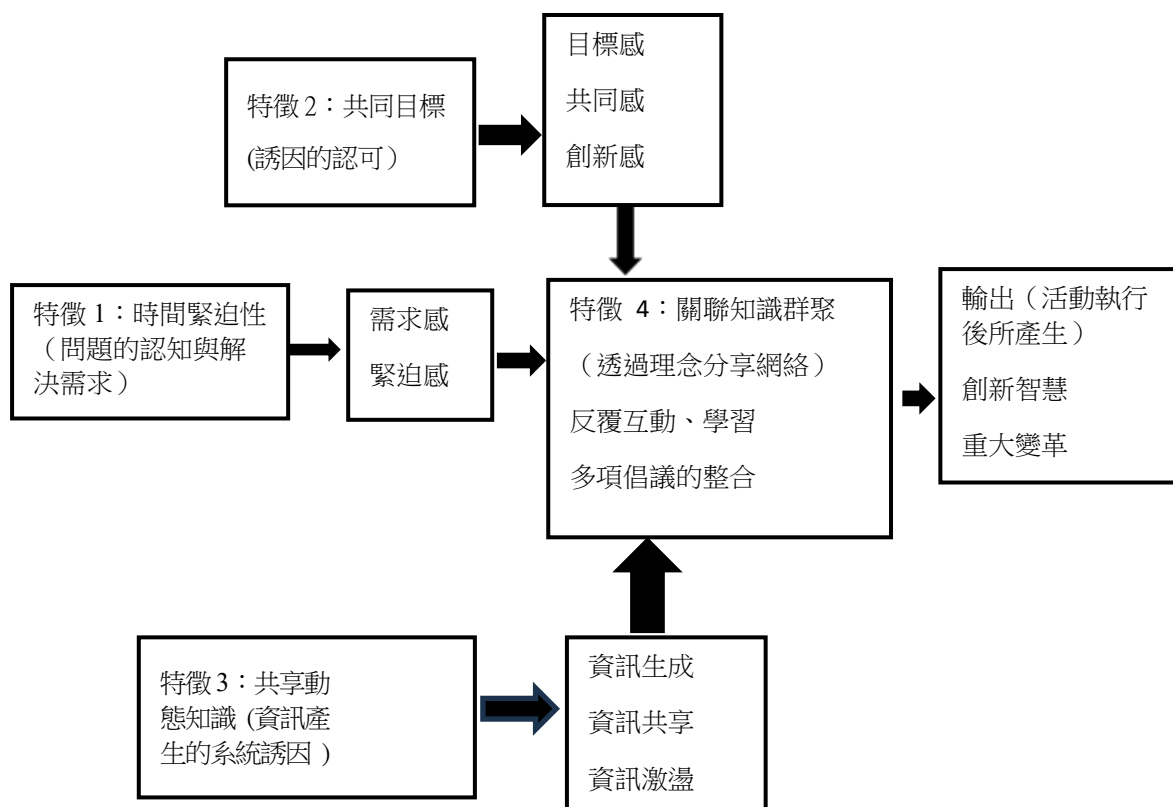 目標感
共同感
創新感
特徵 2：共同目標
(誘因的認可）
特徵 1：時間緊迫性
（問題的認知與解
決需求）
需求感
緊迫感
特徵 4：關聯知識群聚
（透過理念分享網絡）
反覆互動、學習
多項倡議的整合
輸出（活動執行
後所產生）
創新智慧
重大變革
特徵 3：共享動
態知識 (資訊產
生的系統誘因 )
資訊生成
資訊共享
資訊激盪